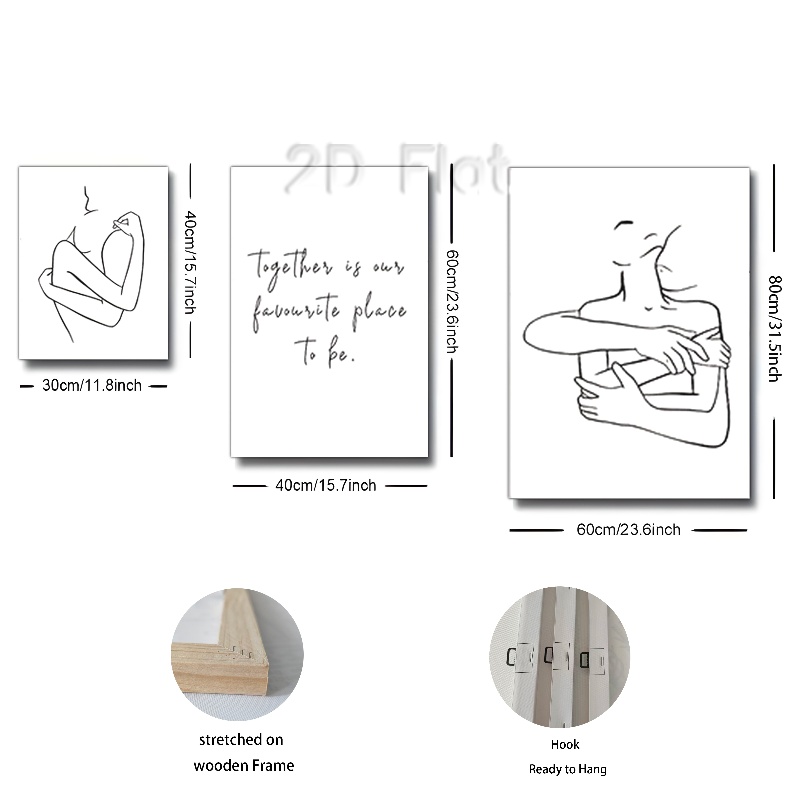 2D Flat
40cm/15.7inch
30cm/11.8inch
Together is our
favourite place
to be.
60cm/23.6inch
40cm/15.7inch
80cm/31.5inch
60cm/23.6inch
stretched on
wooden Frame
Hook
Ready to Hang